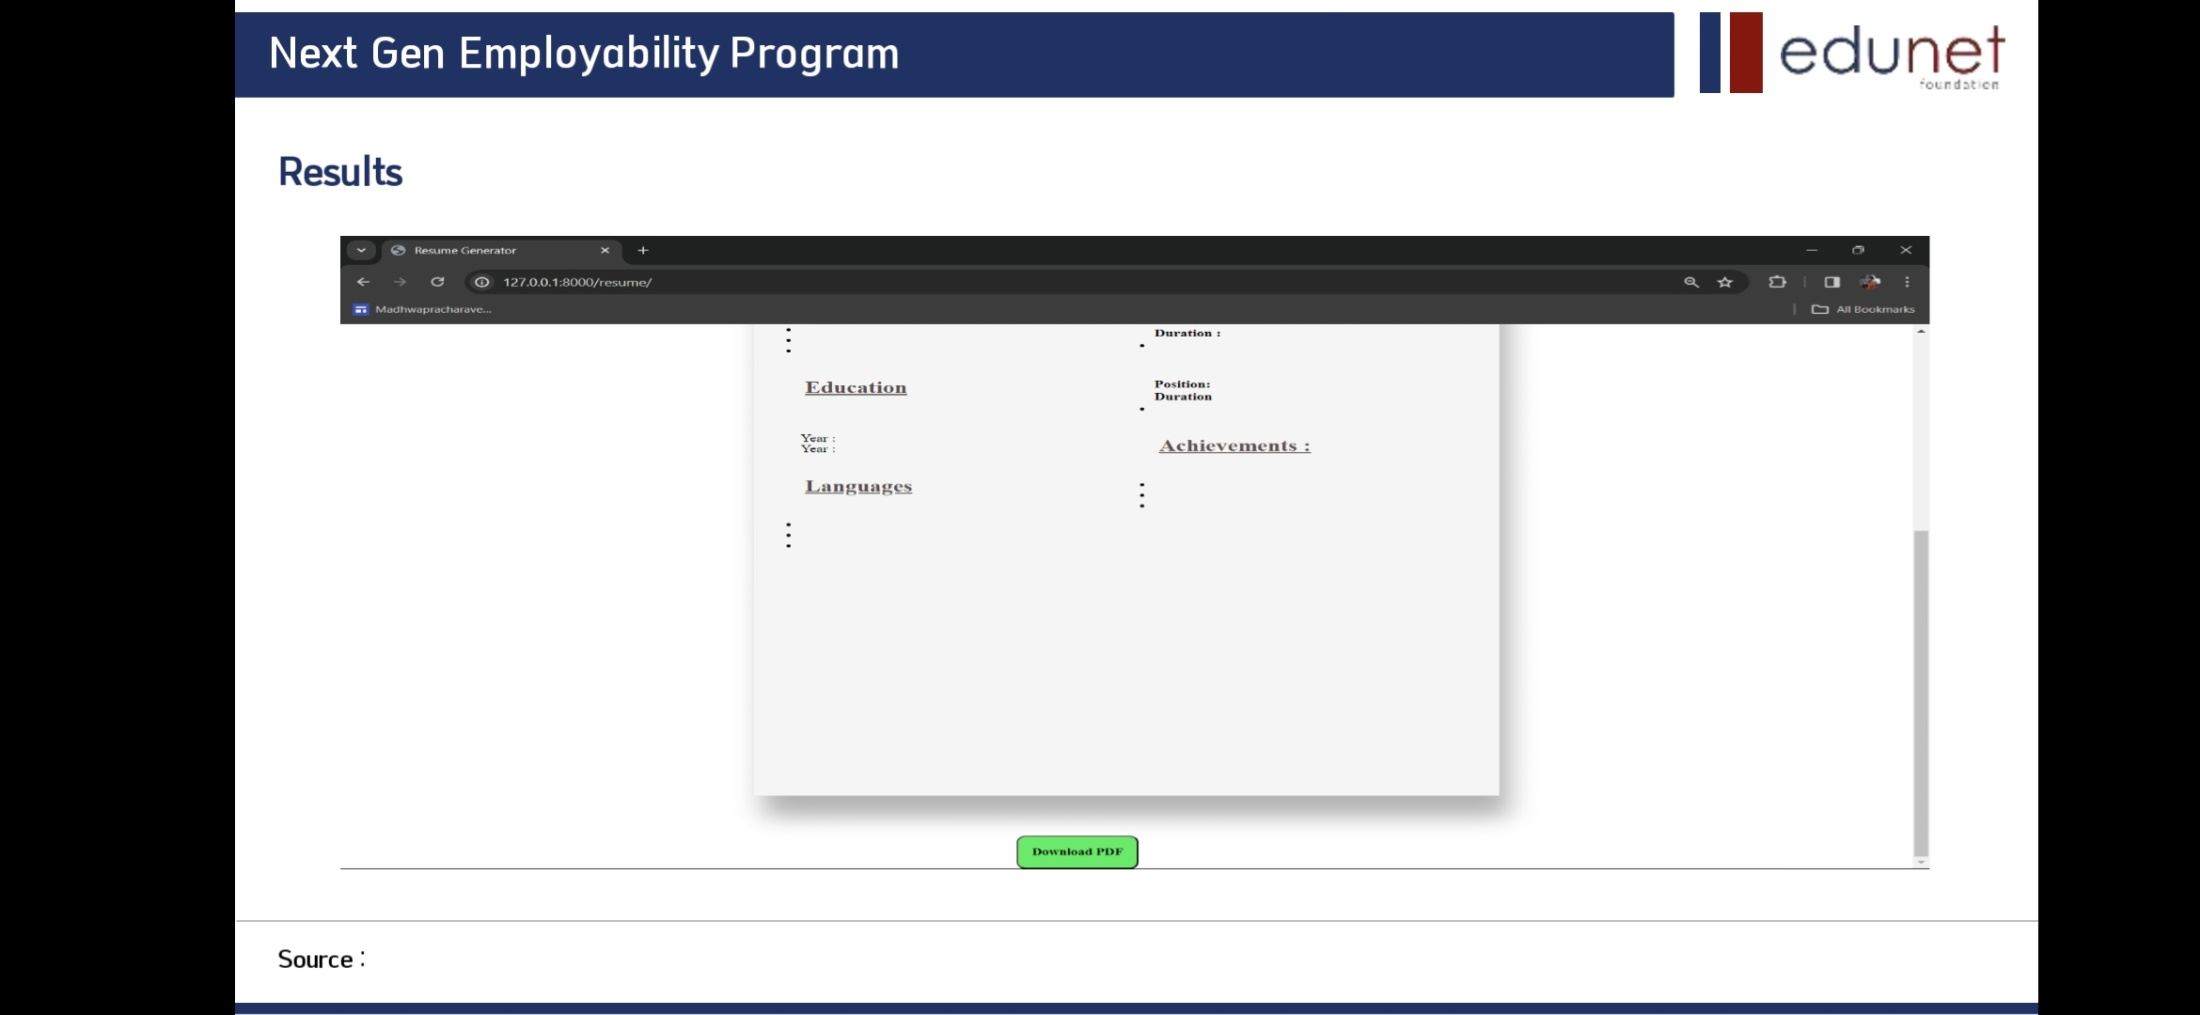 Next Gen Employability Program
edunet
foundation
Results
Resume Generator
127.0.0.1:8000/resume/
Madhwapracharave...
All Bookmarks
Duration :
Education
Position:
Duration
Year :
Year :
Achievements :
Languages
Download PDF
Source :